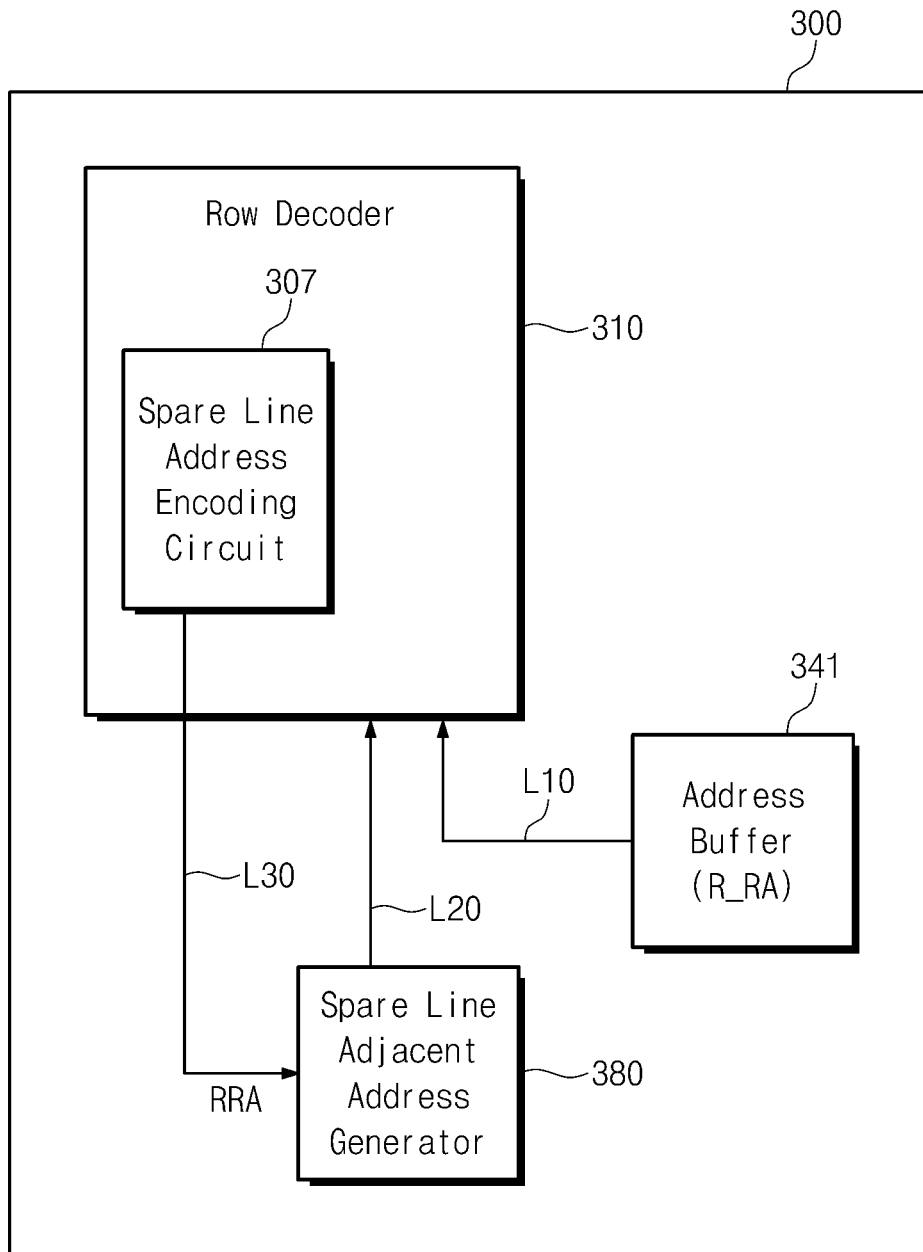 300
Row Decoder
307
310
Spare Line
Address
Encoding
Circuit
341
L10
Address
Buffer
(R_RA)
L30
L20
Spare Line
Adjacent
Address
Generator
380
RRA